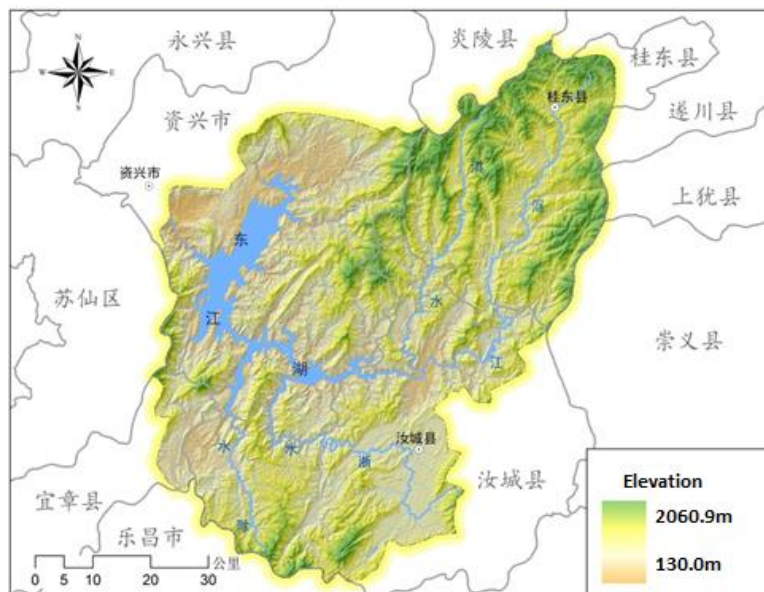 永兴县
炎陵县
桂东县
N
W
E
S
资兴市
桂东县
遂川县
资兴市
上犹县
沤
东
苏仙区
水
江
崇义县
湖
江
汝城县
水
水
浙
汝城县
宜章县
乐昌市
滁
公里
0 5 10 20 30
Elevation
2060.9m
130.0m